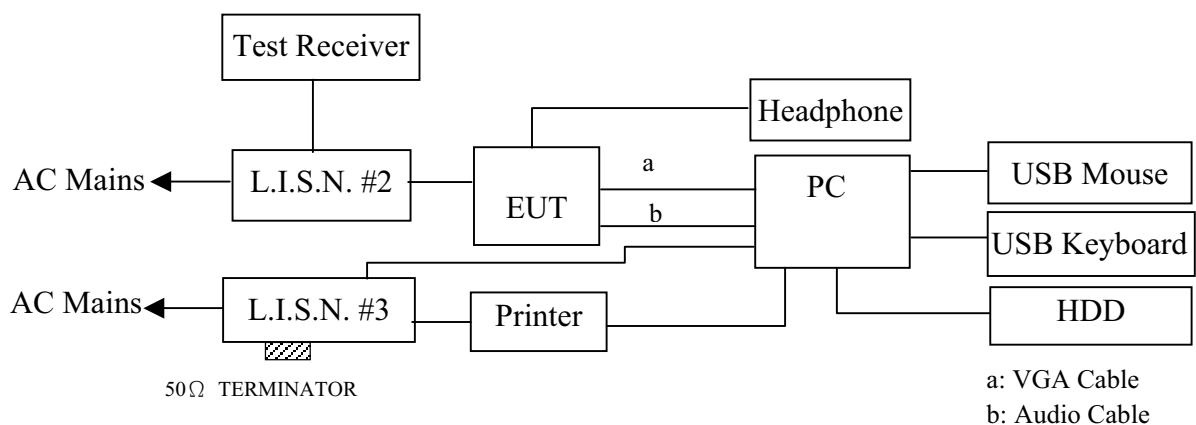 Test Receiver
Headphone
AC Mains
L.I.S.N. #2
EUT
a
b
PC
USB Mouse
USB Keyboard
HDD
AC Mains
L.I.S.N. #3
Printer
50Ω TERMINATOR
a: VGA Cable
b: Audio Cable